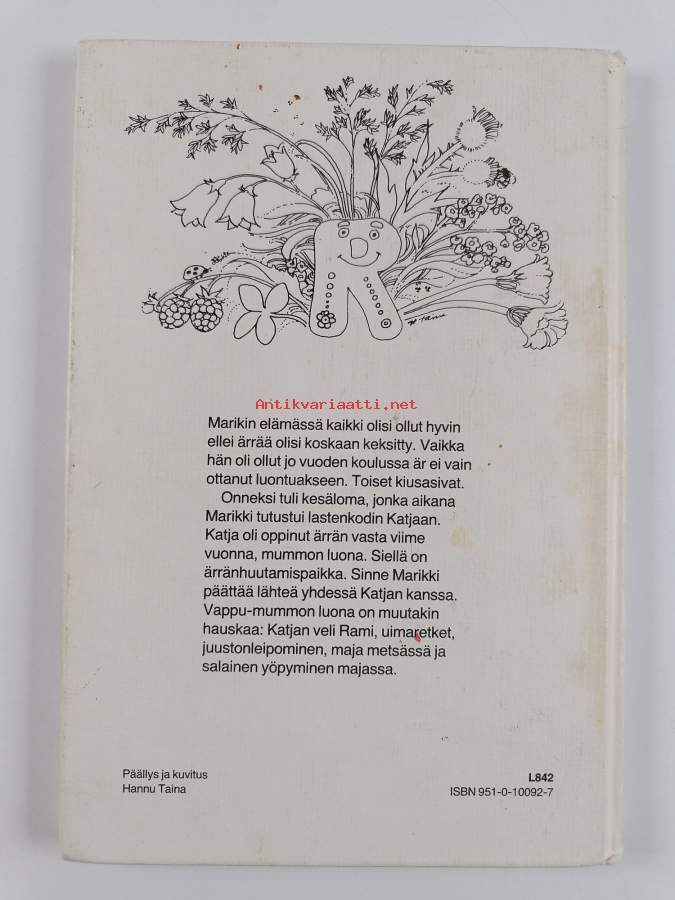 H Taina
Antikvariaatti.net
Marikin elämässä kaikki olisi ollut hyvin
ellei ärrää olisi koskaan keksitty. Vaikka
hän oli ollut jo vuoden koulussa är ei vain
ottanut luontuakseen. Toiset kiusasivat.
Onneksi tuli kesäloma, jonka aikana
Marikki tutustui lastenkodin Katjaan.
Katja oli oppinut ärrän vasta viime
vuonna, mummon luona. Siellä on
ärränhuutamispaikka. Sinne Marikki
päättää lähteä yhdessä Katjan kanssa.
Vappu-mummon luona on muutakin
hauskaa: Katjan veli Rami, uimaretket,
juustonleipominen, maja metsässä ja
salainen yöpyminen majassa.
Päällys ja kuvitus
Hannu Taina
L842
ISBN 951-0-10092-7